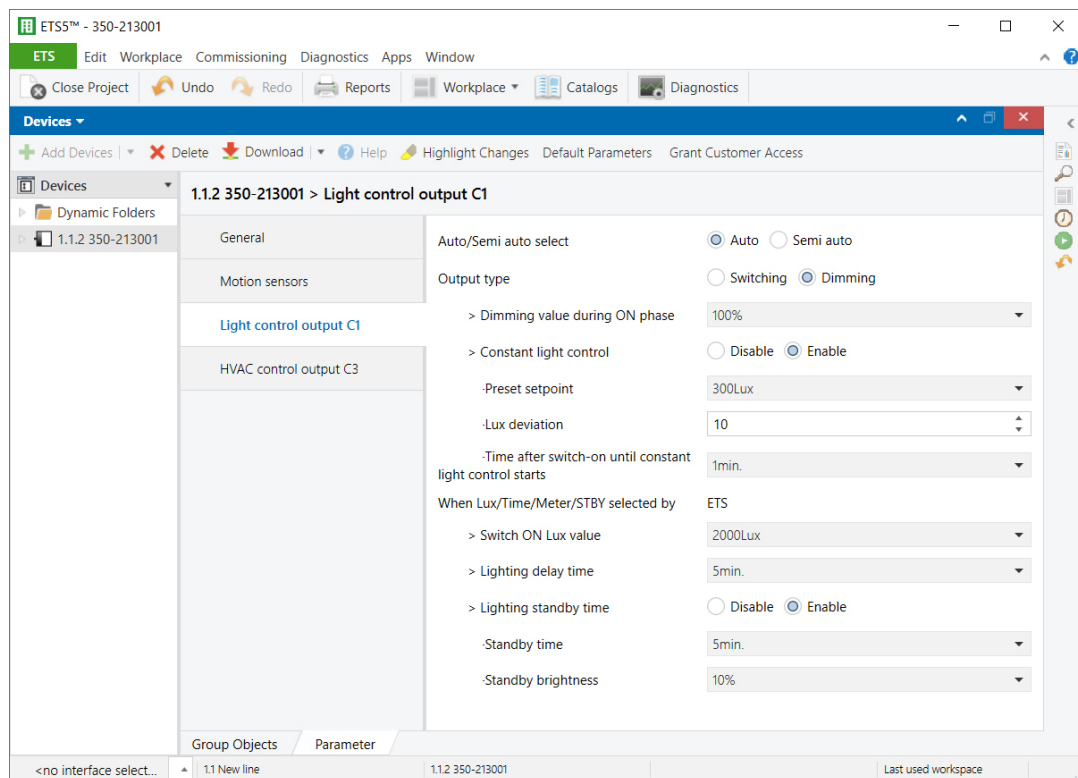 ETS5™ - 350-213001
ETS Edit Workplace Commissioning Diagnostics Apps Window
Close Project Undo Redo Reports Workplace Catalogs Diagnostics
Devices
Add Devices Delete Download Help Highlight Changes Default Parameters Grant Customer Access
Devices
Dynamic Folders
1.1.2 350-213001
1.1.2 350-213001 > Light control output C1
General
Motion sensors
Light control output C1
HVAC control output C3
Auto/Semi auto select Auto Semi auto
Output type Switching Dimming
> Dimming value during ON phase 100%
> Constant light control Disable Enable
·Preset setpoint 300Lux
·Lux deviation 10
·Time after switch-on until constant
light control starts 1min.
When Lux/Time/Meter/STBY selected by ETS
> Switch ON Lux value 2000Lux
> Lighting delay time 5min.
> Lighting standby time Disable Enable
·Standby time 5min.
·Standby brightness 10%
Group Objects Parameter
<no interface select... 1.1 New line 1.1.2 350-213001 Last used workspace